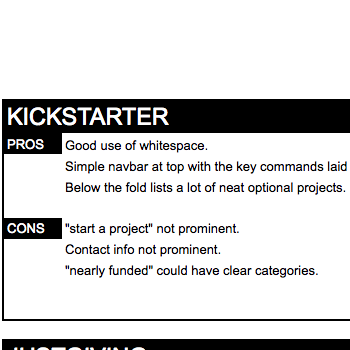 KICKSTARTER
PROS
Good use of whitespace.
Simple navbar at top with the key commands laid
Below the fold lists a lot of neat optional projects.
CONS
"start a project" not prominent.
Contact info not prominent.
"nearly funded" could have clear categories.
JUSTGIVING